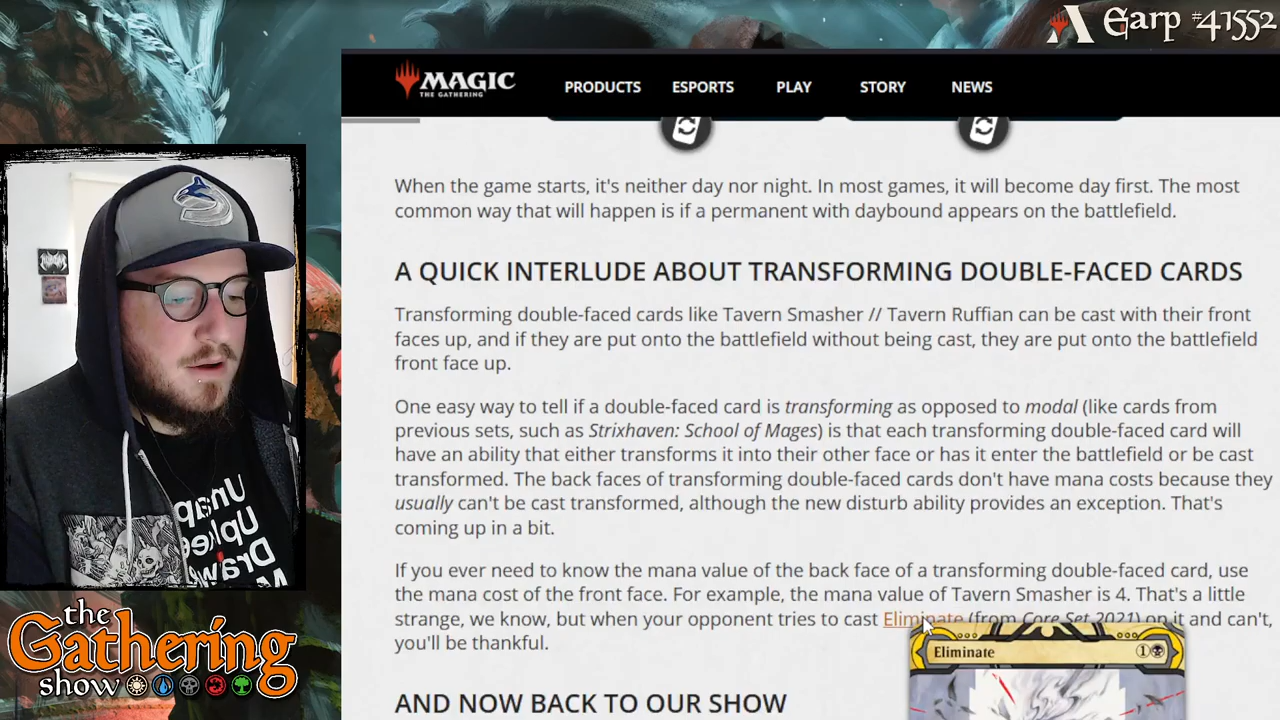 Earp #41552
MAGIC
THE GATHERING
PRODUCTS ESPORTS PLAY STORY NEWS
When the game starts, it's neither day nor night. In most games, it will become day first. The most
common way that will happen is if a permanent with daybound appears on the battlefield.
A QUICK INTERLUDE ABOUT TRANSFORMING DOUBLE-FACED CARDS
Transforming double-faced cards like Tavern Smasher // Tavern Ruffian can be cast with their front
faces up, and if they are put onto the battlefield without being cast, they are put onto the battlefield
front face up.
One easy way to tell if a double-faced card is transforming as opposed to modal (like cards from
previous sets, such as Strixhaven: School of Mages) is that each transforming double-faced card will
have an ability that either transforms it into their other face or has it enter the battlefield or be cast
transformed. The back faces of transforming double-faced cards don't have mana costs because they
usually can't be cast transformed, although the new disturb ability provides an exception. That's
coming up in a bit.
If you ever need to know the mana value of the back face of a transforming double-faced card, use
the mana cost of the front face. For example, the mana value of Tavern Smasher is 4. That's a little
strange, we know, but when your opponent tries to cast Eliminate (from Core Set 2021) on it and can't,
you'll be thankful.
Eliminate 1
AND NOW BACK TO OUR SHOW
the
Gathering
show